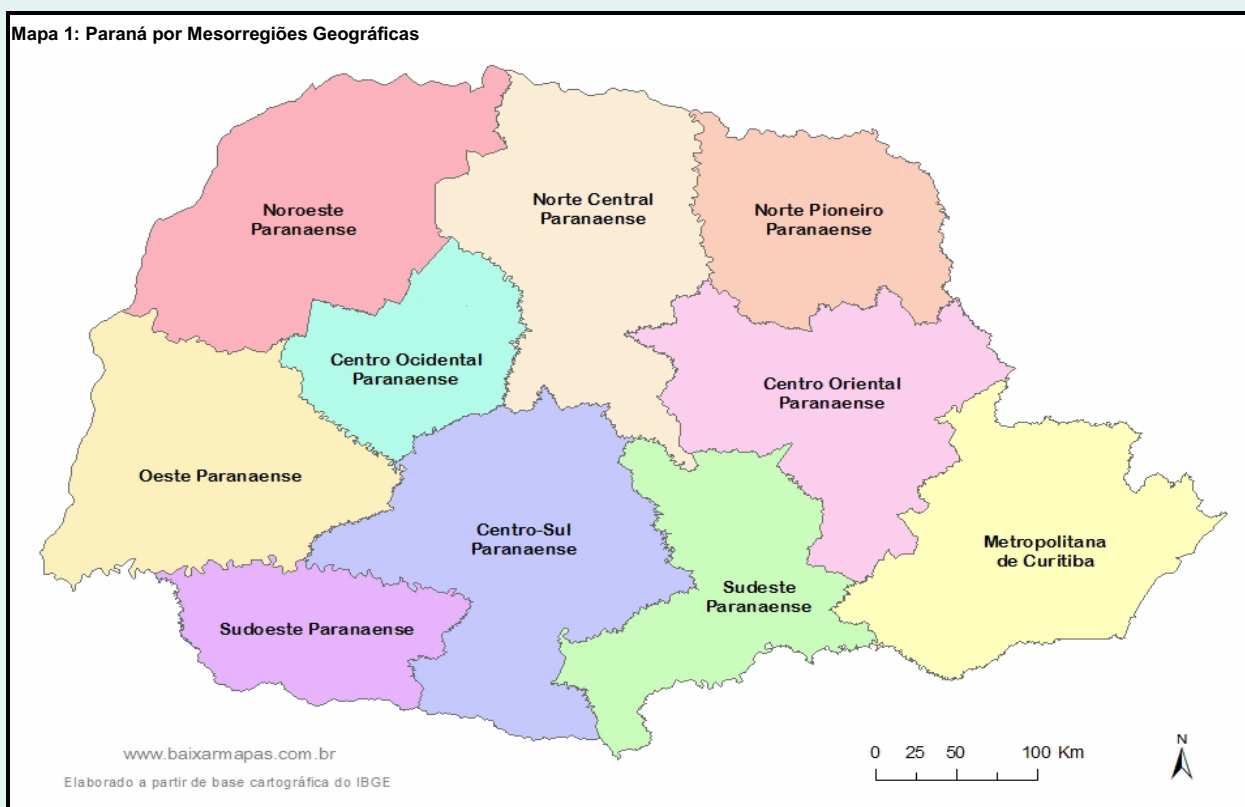 Mapa 1: Paraná por Mesorregiões Geográficas
Noroeste
Paranaense
Norte Central
Paranaense
Norte Pioneiro
Paranaense
Centro Ocidental
Paranaense
Centro Oriental
Paranaense
Oeste Paranaense
Centro-Sul
Paranaense
Metropolitana
de Curitiba
Sudeste
Paranaense
Sudoeste Paranaense
www.baixarmapas.com.br
Elaborado a partir de base cartográfica do IBGE
0 25 50 100 Km
N